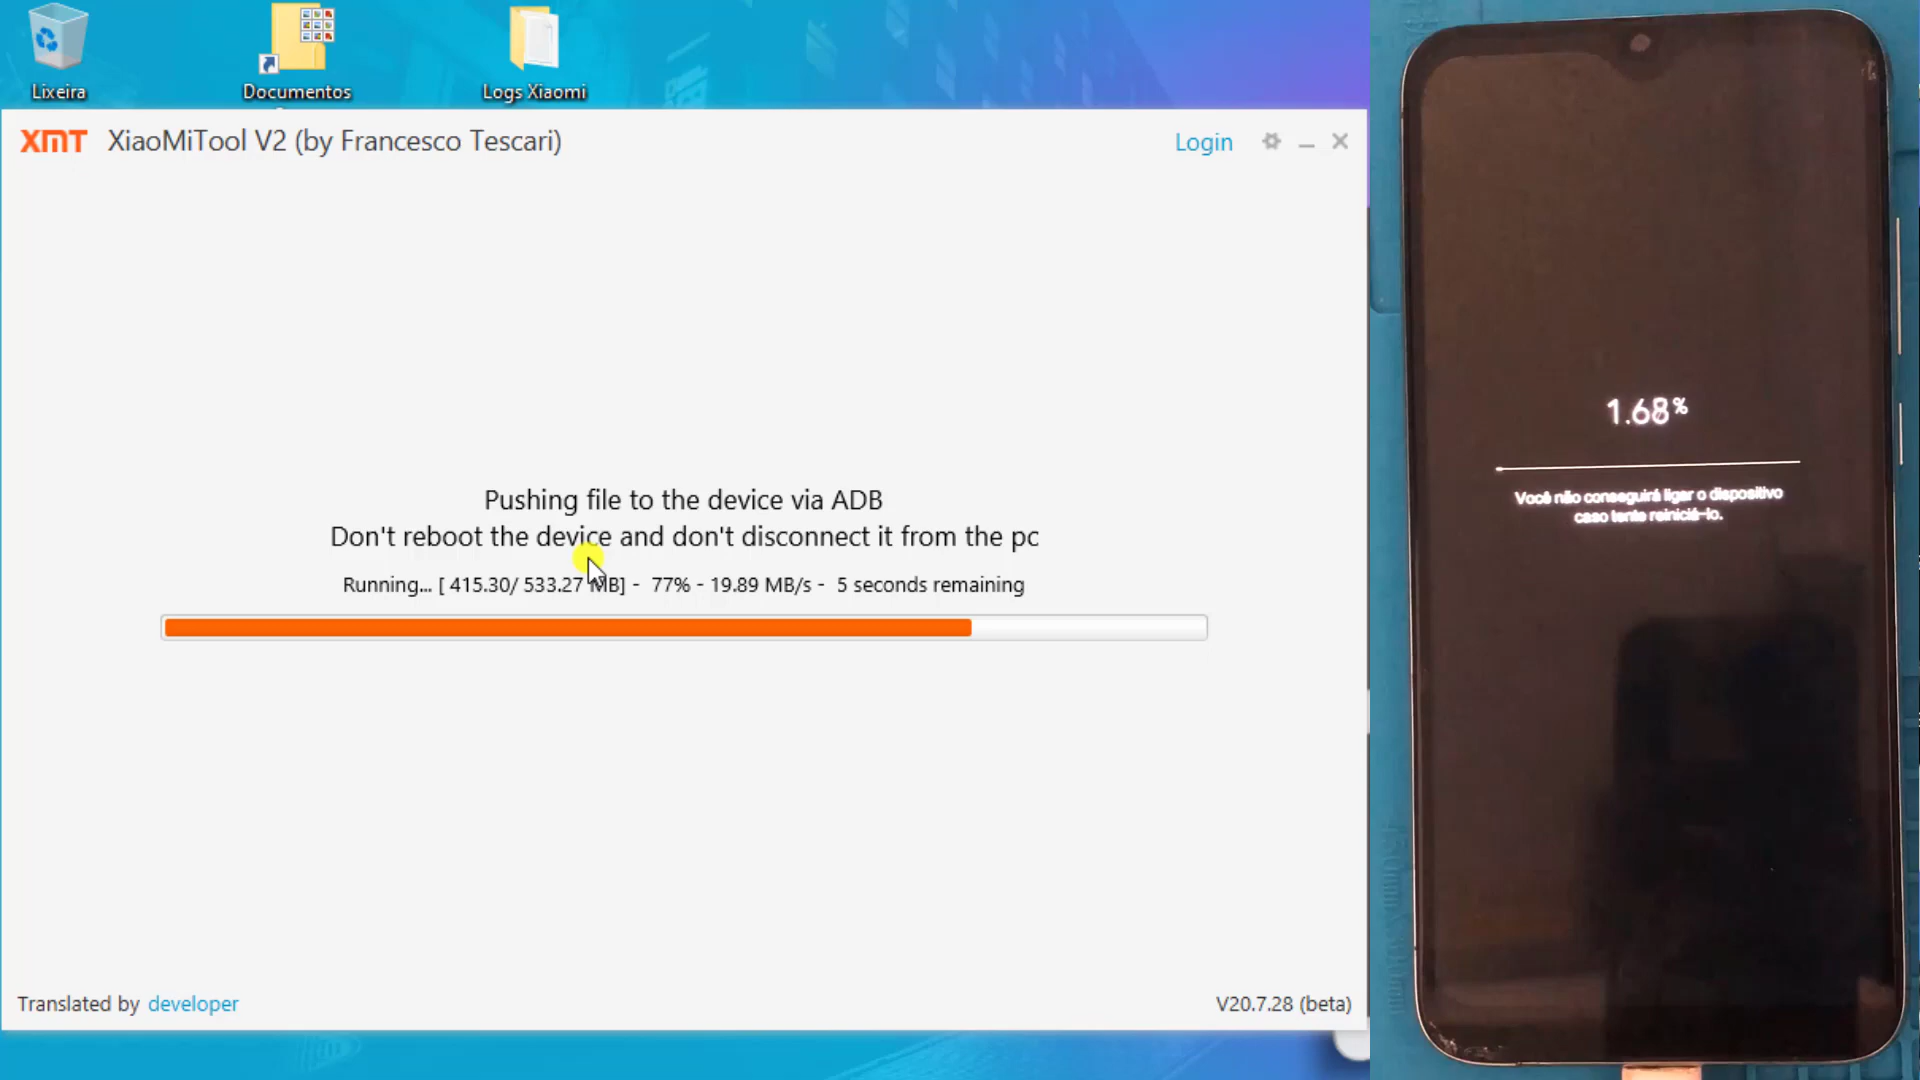 Lixeira
Documentos
Logs Xiaomi
XMT XiaoMiTool V2 (by Francesco Tescari)
Login
Pushing file to the device via ADB
Don't reboot the device and don't disconnect it from the pc
Running... [ 415.30/ 533.27 MB] - 77% - 19.89 MB/s - 5 seconds remaining
Translated by developer
V20.7.28 (beta)
1.68%
Você não conseguirá ligar o dispositivo
caso tente reiniciá-lo.